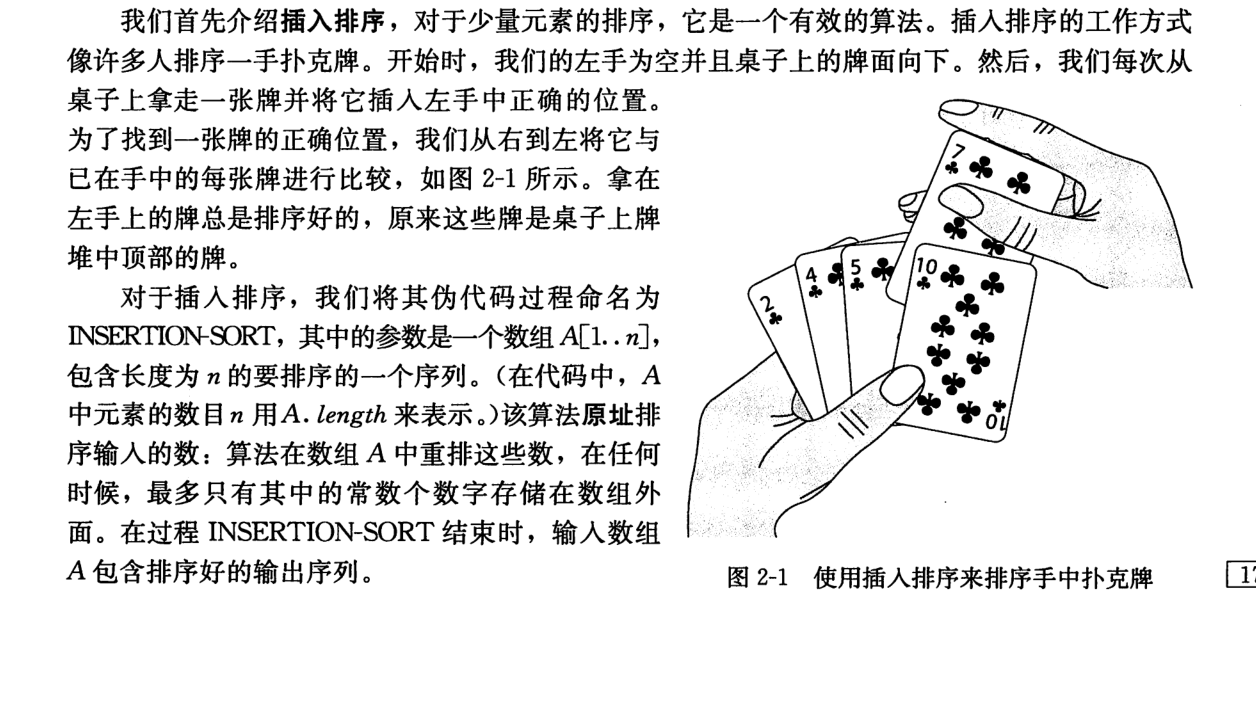 我们首先介绍插入排序，对于少量元素的排序，它是一个有效的算法。插入排序的工作方式
像许多人排序一手扑克牌。开始时，我们的左手为空并且桌子上的牌面向下。然后，我们每次从
桌子上拿走一张牌并将它插入左手中正确的位置。
为了找到一张牌的正确位置，我们从右到左将它与
已在手中的每张牌进行比较，如图 2-1 所示。拿在
左手上的牌总是排序好的，原来这些牌是桌子上牌
堆中顶部的牌。
对于插入排序，我们将其伪代码过程命名为
INSERTION-SORT，其中的参数是一个数组 A[1..n]，
包含长度为 n 的要排序的一个序列。（在代码中，A
中元素的数目 n 用 A.length 来表示。）该算法原址排
序输入的数：算法在数组 A 中重排这些数，在任何
时候，最多只有其中的常数个数字存储在数组外
面。在过程 INSERTION-SORT 结束时，输入数组
A 包含排序好的输出序列。
7
2
4
5
10
10
图 2-1 使用插入排序来排序手中扑克牌